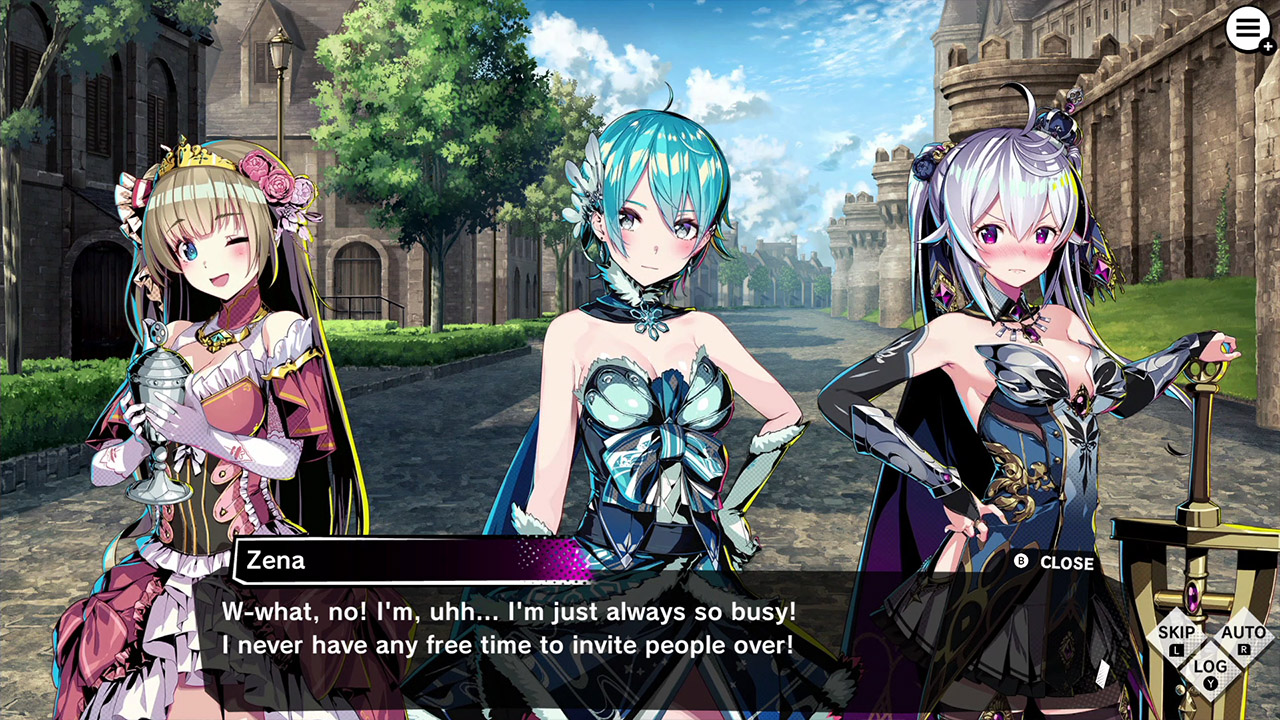 Zena
W-what, no! I'm, uhh... I'm just always so busy!
I never have any free time to invite people over!
B CLOSE
SKIP
L
AUTO
R
LOG
Y